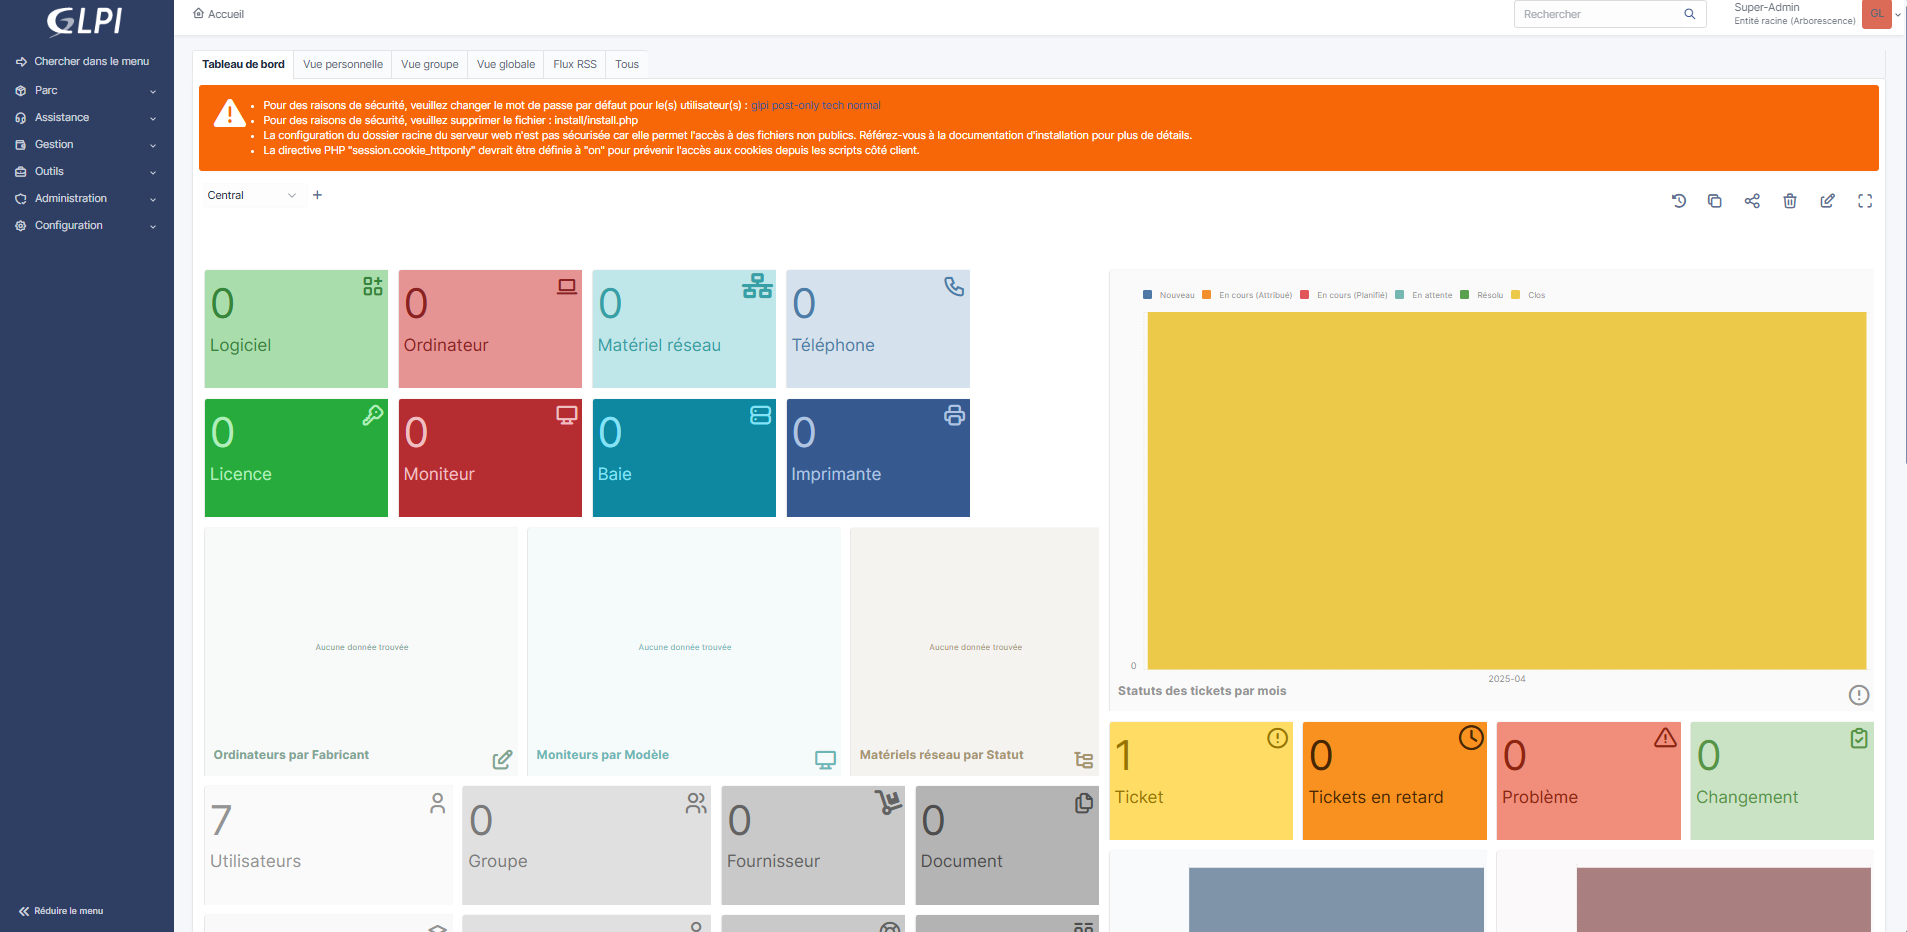 GLPI
Accueil
Rechercher
Super-Admin
Entité racine (Arborescence)
GL
Chercher dans le menu
Parc
Assistance
Gestion
Outils
Administration
Configuration
Réduire le menu
Tableau de bord
Vue personnelle
Vue groupe
Vue globale
Flux RSS
Tous
Pour des raisons de sécurité, veuillez changer le mot de passe par défaut pour le(s) utilisateur(s) : glpi post-only tech normal
Pour des raisons de sécurité, veuillez supprimer le fichier : install/install.php
La configuration du dossier racine du serveur web n'est pas sécurisée car elle permet l'accès à des fichiers non publics. Référez-vous à la documentation d'installation pour plus de détails.
La directive PHP "session.cookie_httponly" devrait être définie à "on" pour prévenir l'accès aux cookies depuis les scripts côté client.
Central
0
Logiciel
0
Ordinateur
0
Matériel réseau
0
Téléphone
0
Licence
0
Moniteur
0
Baie
0
Imprimante
Aucune donnée trouvée
Ordinateurs par Fabricant
Aucune donnée trouvée
Moniteurs par Modèle
Aucune donnée trouvée
Matériels réseau par Statut
7
Utilisateurs
0
Groupe
0
Fournisseur
0
Document
Nouveau
En cours (Attribué)
En cours (Planifié)
En attente
Résolu
Clos
0
2025-04
Statuts des tickets par mois
1
Ticket
0
Tickets en retard
0
Problème
0
Changement